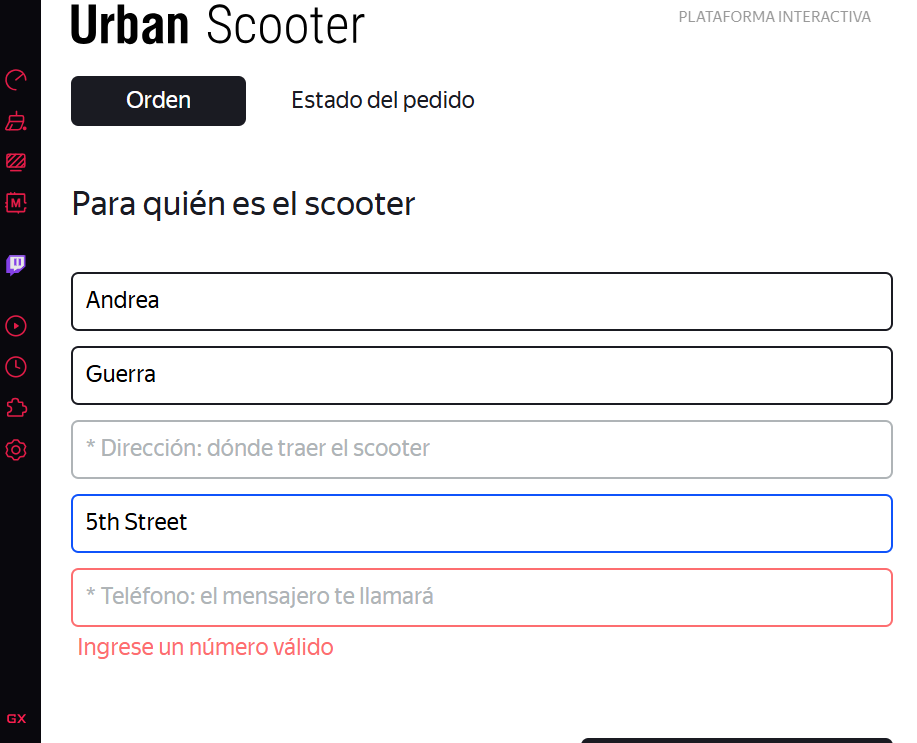 Urban Scooter
PLATAFORMA INTERACTIVA
Orden
Estado del pedido
Para quién es el scooter
Andrea
Guerra
* Dirección: dónde traer el scooter
5th Street
* Teléfono: el mensajero te llamará
Ingrese un número válido
M
GX